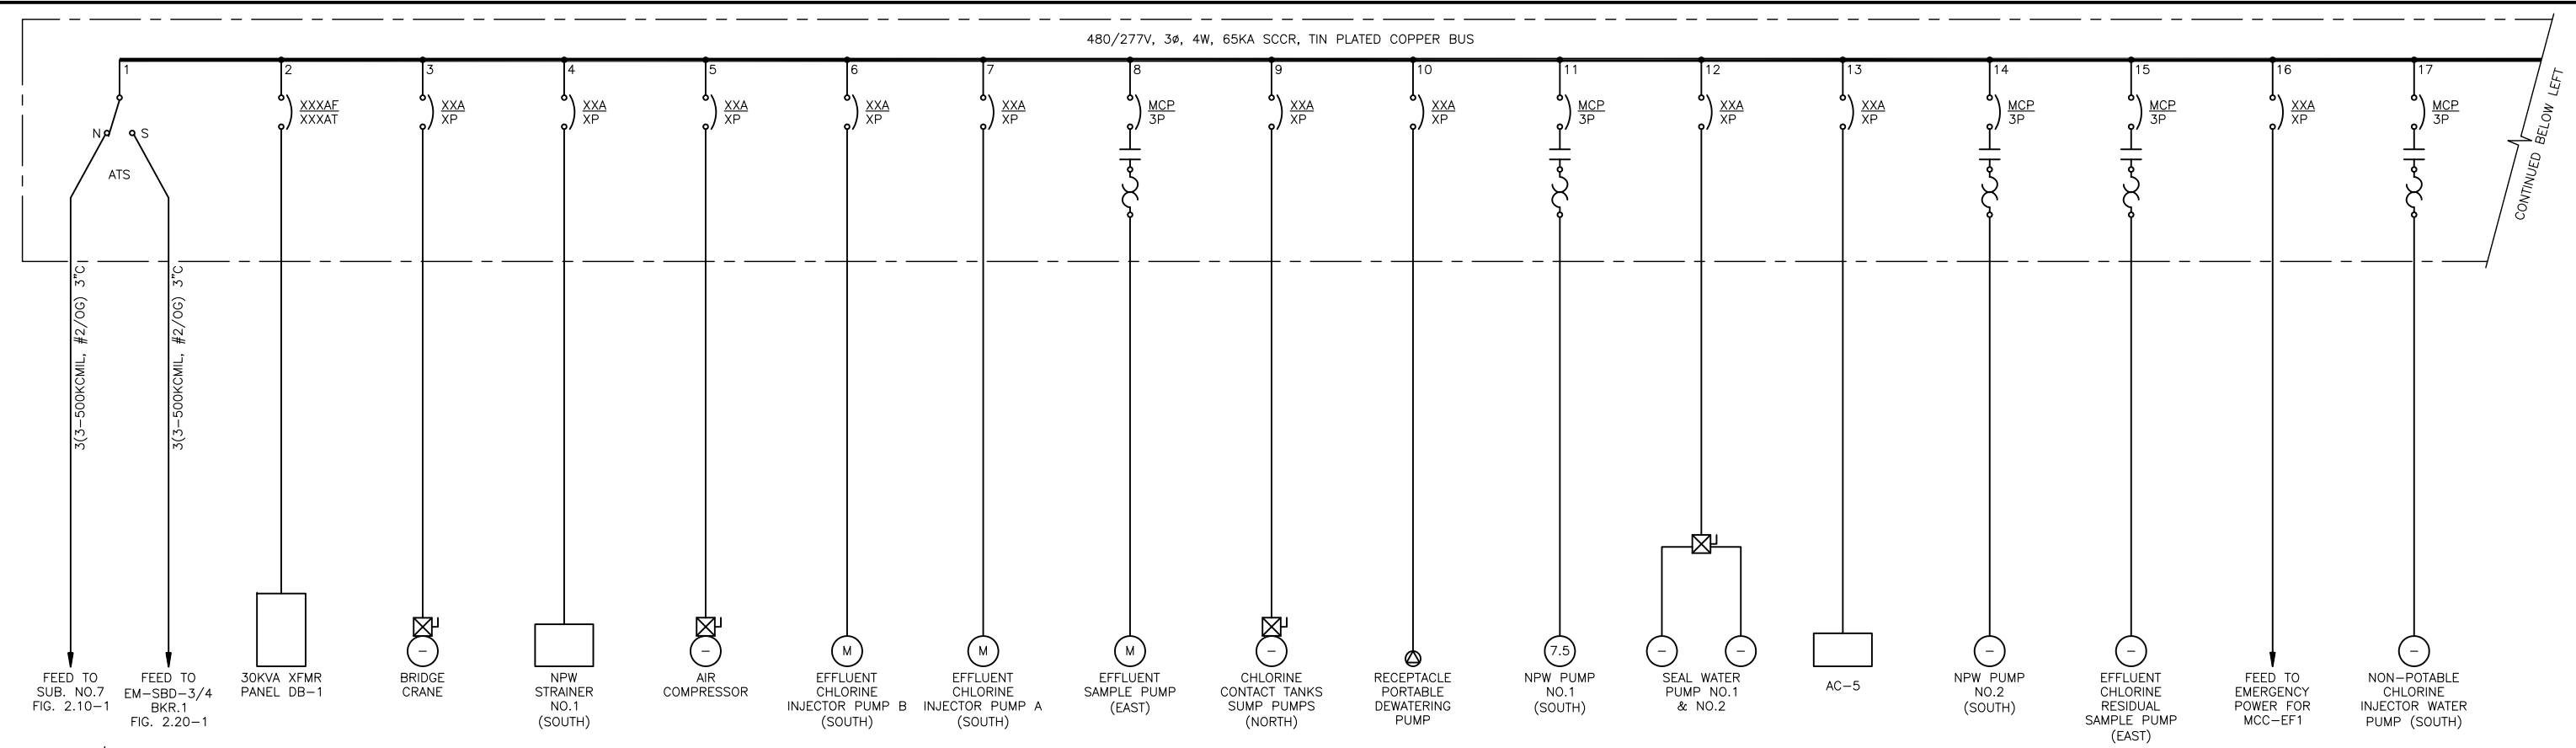 480/277V, 3ø, 4W, 65KA SCCR, TIN PLATED COPPER BUS
1
2
3
4
5
6
7
8
9
10
11
12
13
14
15
16
17
N
S
ATS
XXXAF
XXXAT
XXA
XP
XXA
XP
XXA
XP
XXA
XP
XXA
XP
MCP
3P
XXA
XP
XXA
XP
MCP
3P
XXA
XP
XXA
XP
MCP
3P
MCP
3P
XXA
XP
MCP
3P
CONTINUED BELOW LEFT
3(3-500KCMIL, #2/0G) 3"C
3(3-500KCMIL, #2/0G) 3"C
FEED TO
SUB. NO.7
FIG. 2.10-1
FEED TO
EM-SBD-3/4
BKR.1
FIG. 2.20-1
30KVA XFMR
PANEL DB-1
-
BRIDGE
CRANE
NPW
STRAINER
NO.1
(SOUTH)
-
AIR
COMPRESSOR
M
EFFLUENT
CHLORINE
INJECTOR PUMP B
(SOUTH)
M
EFFLUENT
CHLORINE
INJECTOR PUMP A
(SOUTH)
M
EFFLUENT
SAMPLE PUMP
(EAST)
-
CHLORINE
CONTACT TANKS
SUMP PUMPS
(NORTH)
RECEPTACLE
PORTABLE
DEWATERING
PUMP
7.5
NPW PUMP
NO.1
(SOUTH)
-
-
SEAL WATER
PUMP NO.1
& NO.2
AC-5
-
NPW PUMP
NO.2
(SOUTH)
-
EFFLUENT
CHLORINE
RESIDUAL
SAMPLE PUMP
(EAST)
FEED TO
EMERGENCY
POWER FOR
MCC-EF1
-
NON-POTABLE
CHLORINE
INJECTOR WATER
PUMP (SOUTH)